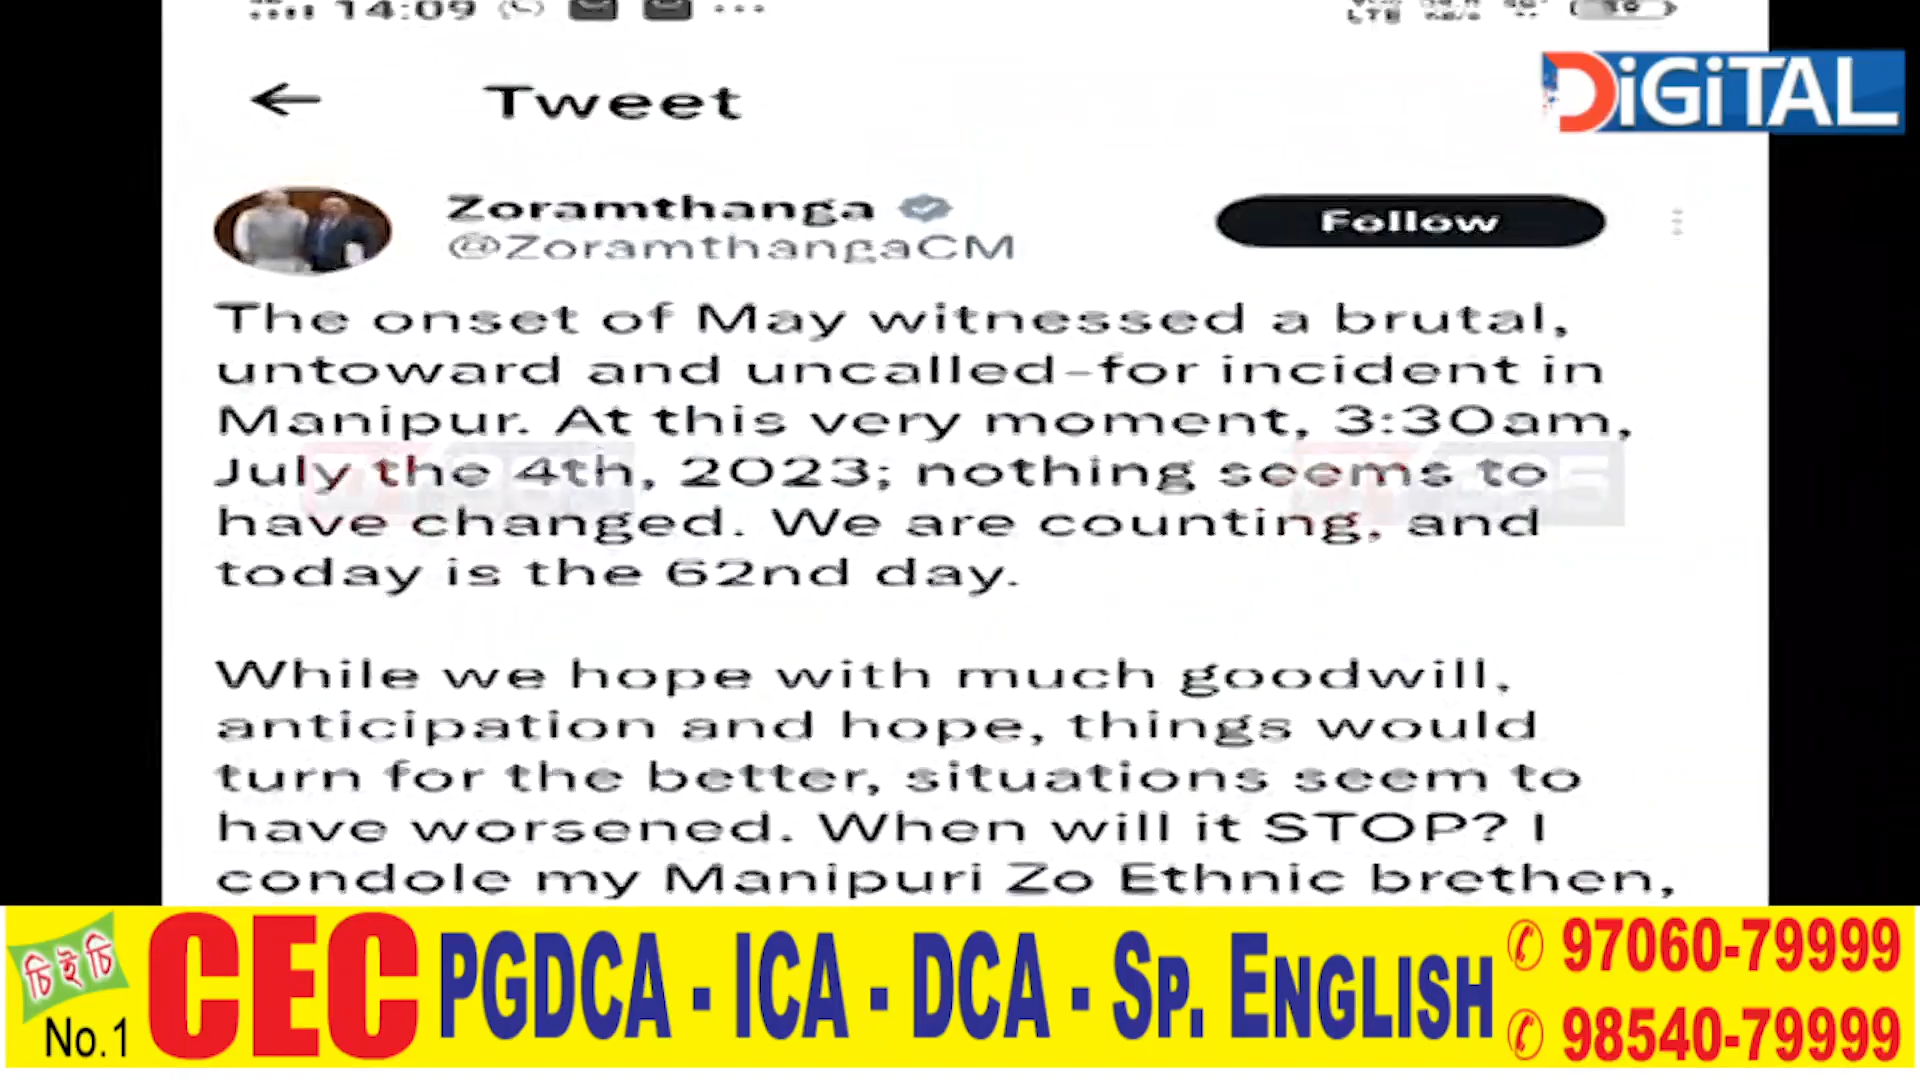 14:09
Tweet
DiGiTAL
Zoramthanga
@ZoramthangaCM
Follow
The onset of May witnessed a brutal,
untoward and uncalled-for incident in
Manipur. At this very moment, 3:30am,
July the 4th, 2023; nothing seems to
have changed. We are counting, and
today is the 62nd day.
While we hope with much goodwill,
anticipation and hope, things would
turn for the better, situations seem to
have worsened. When will it STOP? I
condole my Manipuri Zo Ethnic brethen,
চিইচি
No.1
CEC
PGDCA - ICA - DCA - SP. ENGLISH
97060-79999
98540-79999